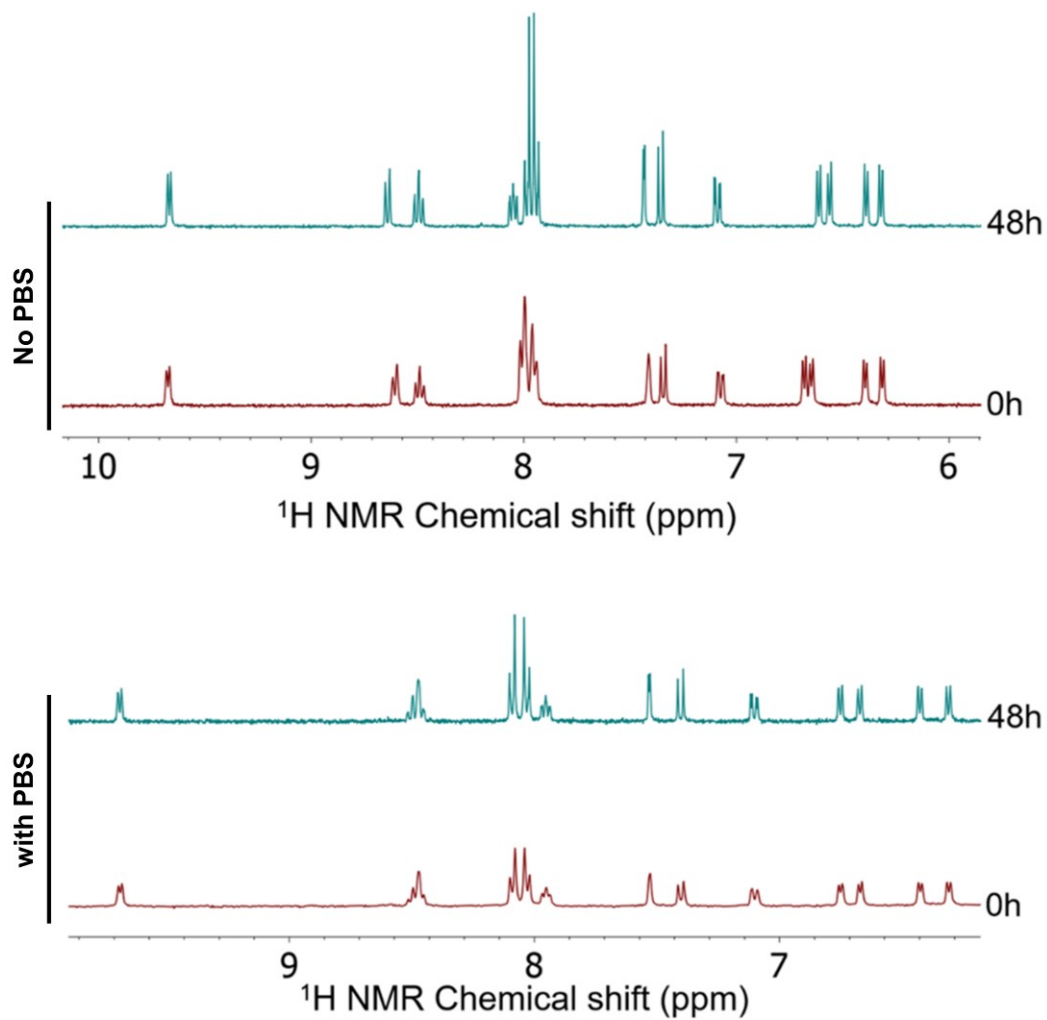 No PBS
48h
0h
10 9 8 7 6
¹H NMR Chemical shift (ppm)
with PBS
48h
0h
9 8 7
¹H NMR Chemical shift (ppm)